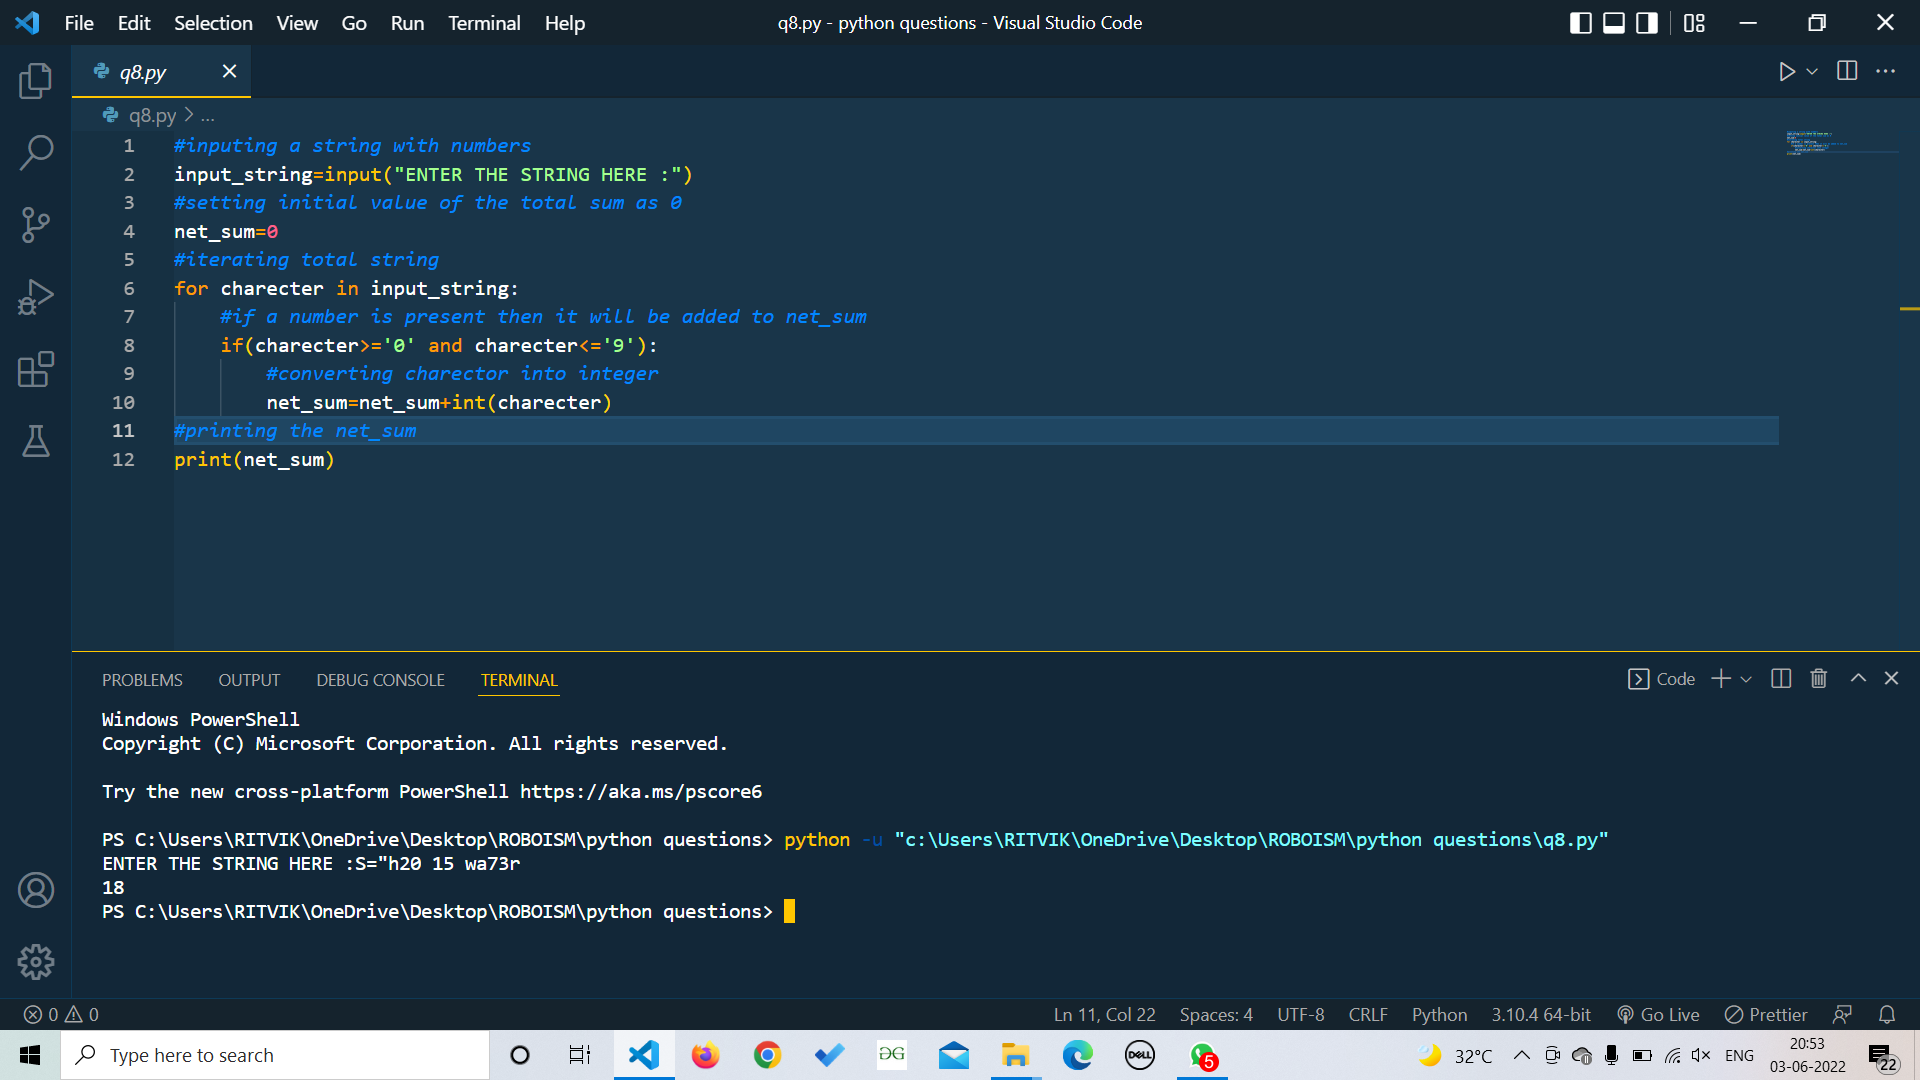 File Edit Selection View Go Run Terminal Help q8.py - python questions - Visual Studio Code
q8.py
q8.py > ...
1 #inputing a string with numbers
2 input_string=input("ENTER THE STRING HERE :")
3 #setting initial value of the total sum as 0
4 net_sum=0
5 #iterating total string
6 for charecter in input_string:
7 #if a number is present then it will be added to net_sum
8 if(charecter>='0' and charecter<='9'):
9 #converting charector into integer
10 net_sum=net_sum+int(charecter)
11 #printing the net_sum
12 print(net_sum)
PROBLEMS OUTPUT DEBUG CONSOLE TERMINAL Code
Windows PowerShell
Copyright (C) Microsoft Corporation. All rights reserved.
Try the new cross-platform PowerShell https://aka.ms/pscore6
PS C:\Users\RITVIK\OneDrive\Desktop\ROBOISM\python questions> python -u "c:\Users\RITVIK\OneDrive\Desktop\ROBOISM\python questions\q8.py"
ENTER THE STRING HERE :S="h20 15 wa73r
18
PS C:\Users\RITVIK\OneDrive\Desktop\ROBOISM\python questions>
0 0 Ln 11, Col 22 Spaces: 4 UTF-8 CRLF Python 3.10.4 64-bit Go Live Prettier
Type here to search DELL 5 32°C ENG 20:53
03-06-2022 22